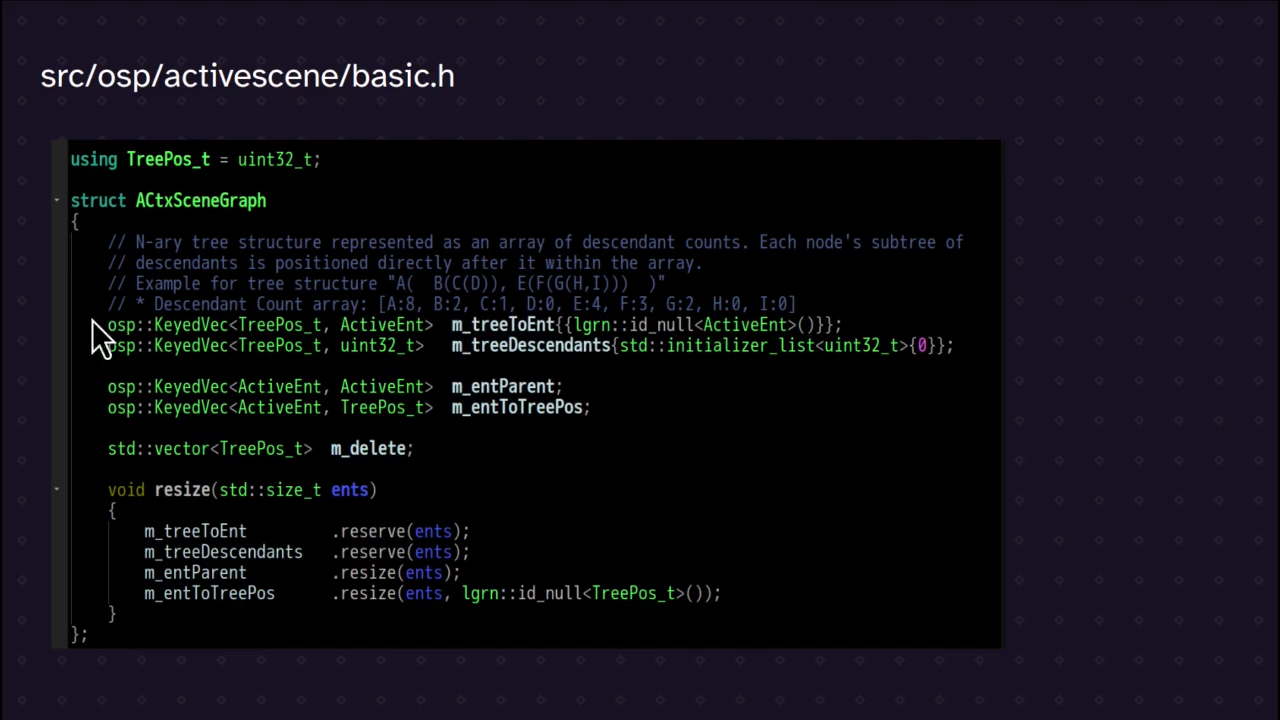 src/osp/activescene/basic.h
using TreePos_t = uint32_t;
struct ACtxSceneGraph
{
// N-ary tree structure represented as an array of descendant counts. Each node's subtree of
// descendants is positioned directly after it within the array.
// Example for tree structure "A(  B(C(D)), E(F(G(H,I)))  )"
// * Descendant Count array: [A:8, B:2, C:1, D:0, E:4, F:3, G:2, H:0, I:0]
osp::KeyedVec<TreePos_t, ActiveEnt>  m_treeToEnt{{lgrn::id_null<ActiveEnt>()}};
osp::KeyedVec<TreePos_t, uint32_t>   m_treeDescendants{std::initializer_list<uint32_t>{0}};
osp::KeyedVec<ActiveEnt, ActiveEnt>  m_entParent;
osp::KeyedVec<ActiveEnt, TreePos_t>  m_entToTreePos;
std::vector<TreePos_t>  m_delete;
void resize(std::size_t ents)
{
m_treeToEnt         .reserve(ents);
m_treeDescendants   .reserve(ents);
m_entParent         .resize(ents);
m_entToTreePos      .resize(ents, lgrn::id_null<TreePos_t>());
}
};